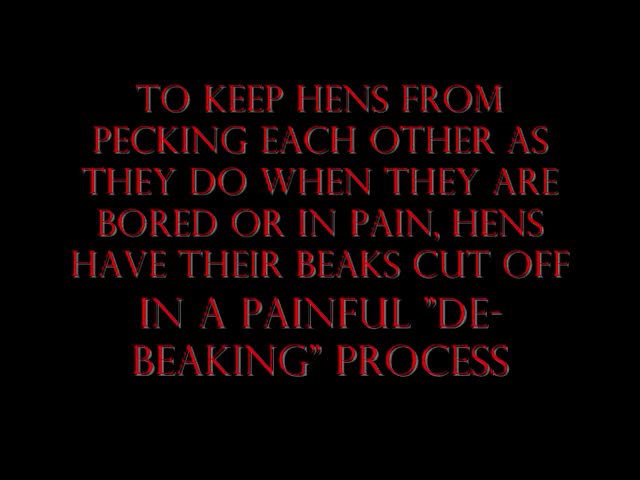 TO KEEP HENS FROM
PECKING EACH OTHER AS
THEY DO WHEN THEY ARE
BORED OR IN PAIN, HENS
HAVE THEIR BEAKS CUT OFF
IN A PAINFUL "DE-
BEAKING" PROCESS